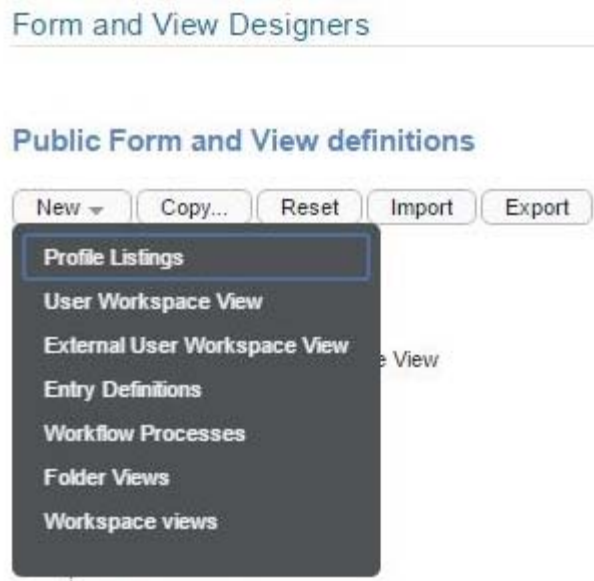 Form and View Designers
Public Form and View definitions
New Copy... Reset Import Export
Profile Listings
User Workspace View
External User Workspace View
View
Entry Definitions
Workflow Processes
Folder Views
Workspace views